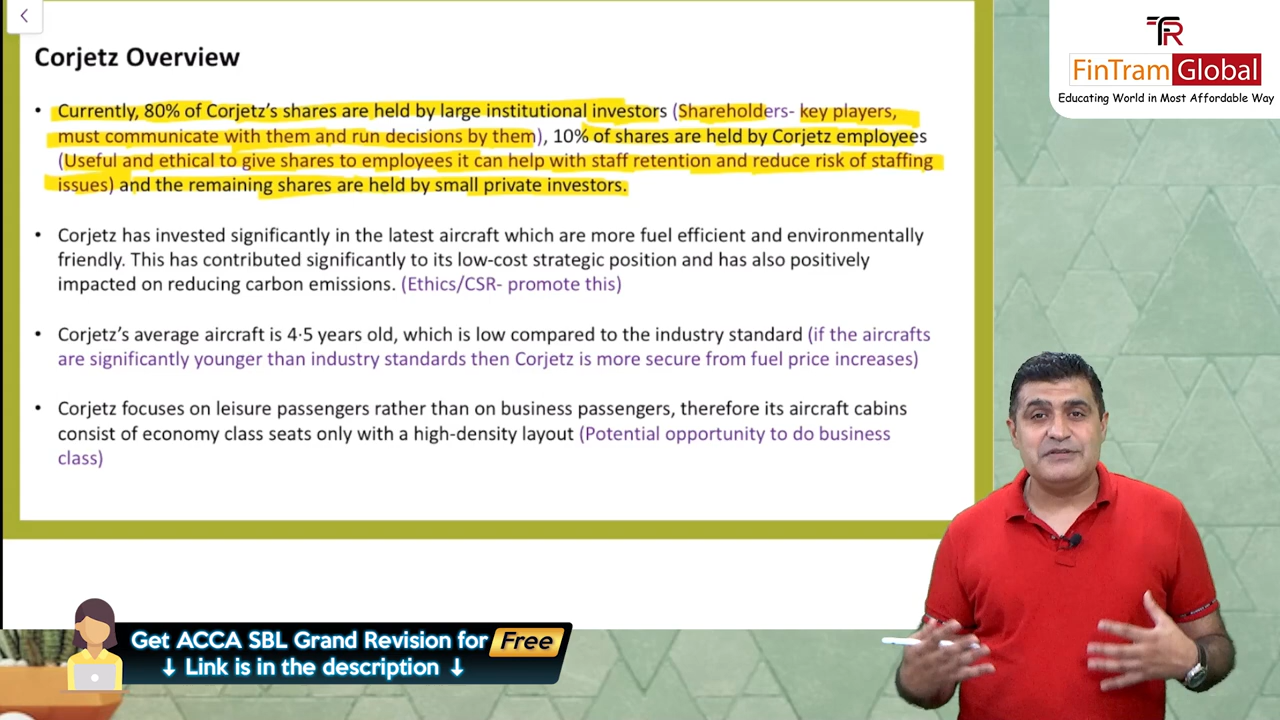 Corjetz Overview
• Currently, 80% of Corjetz’s shares are held by large institutional investors (Shareholders- key players,
must communicate with them and run decisions by them), 10% of shares are held by Corjetz employees
(Useful and ethical to give shares to employees it can help with staff retention and reduce risk of staffing
issues) and the remaining shares are held by small private investors.
• Corjetz has invested significantly in the latest aircraft which are more fuel efficient and environmentally
friendly. This has contributed significantly to its low-cost strategic position and has also positively
impacted on reducing carbon emissions. (Ethics/CSR- promote this)
• Corjetz’s average aircraft is 4·5 years old, which is low compared to the industry standard (if the aircrafts
are significantly younger than industry standards then Corjetz is more secure from fuel price increases)
• Corjetz focuses on leisure passengers rather than on business passengers, therefore its aircraft cabins
consist of economy class seats only with a high-density layout (Potential opportunity to do business
class)
FinTram Global
Educating World in Most Affordable Way
Get ACCA SBL Grand Revision for Free
↓ Link is in the description ↓